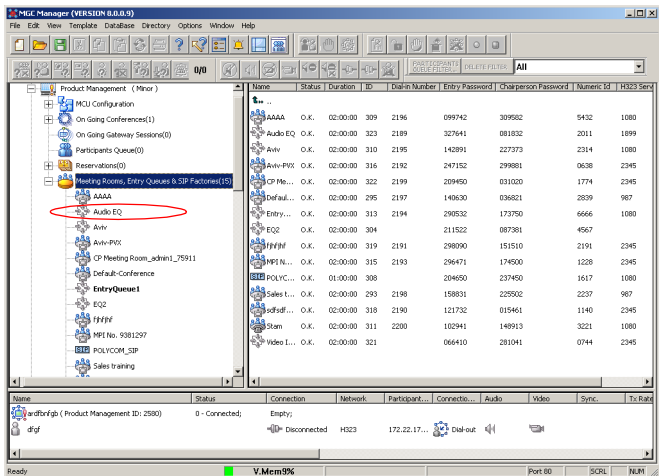 MGC Manager (VERSION 8.0.0.9)
File Edit View Template DataBase Directory Options Window Help
0/0 PARTICIPANTS QUEUE FILTER.. DELETE FILTER All
Product Management ( Minor )
MCU Configuration
On Going Conferences(1)
On Going Gateway Sessions(0)
Participants Queue(0)
Reservations(0)
Meeting Rooms, Entry Queues & SIP Factories(15)
AAAA
Audio EQ
Aviv
Aviv-PVX
CP Meeting Room_admin1_75911
Default-Conference
EntryQueue1
EQ2
fjhfjhf
MPI No. 9381297
POLYCOM_SIP
Sales training
Name Status Duration ID Dial-in Number Entry Password Chairperson Password Numeric Id H323 Serv
..
AAAA O.K. 02:00:00 309 2196 099742 309582 5432 1080
Audio EQ O.K. 02:00:00 323 2189 327641 081832 2011 1899
Aviv O.K. 02:00:00 310 2195 142891 227373 2314 1080
Aviv-PVX O.K. 02:00:00 316 2192 247152 299881 0638 2345
CP Me... O.K. 02:00:00 322 2199 209450 031020 1774 2345
Defaul... O.K. 02:00:00 295 2197 140630 036821 2839 987
Entry... O.K. 02:00:00 313 2194 290532 173750 6666 1080
EQ2 O.K. 02:00:00 304 211522 087381 4567
fjhfjhf O.K. 02:00:00 319 2191 298090 151510 2191 2345
MPI N... O.K. 02:00:00 315 2193 296471 174500 1228 2345
POLYC... O.K. 01:00:00 308 204650 237450 1617 1080
Sales t... O.K. 02:00:00 293 2198 158831 225502 2237 987
sdfsdf... O.K. 02:00:00 318 2190 121732 015461 1140 2345
Stam O.K. 02:00:00 311 2200 102941 148913 3221 1080
Video I... O.K. 02:00:00 321 066410 281041 0744 2345
Name Status Connection Network Participant... Connectio... Audio Video Sync. Tx Rate
ardfbnfgb ( Product Management ID: 2580) 0 - Connected; Empty;
dfgf Disconnected H323 172.22.17... Dial-out
Ready V.Mem9% Port 80 SCRL NUM